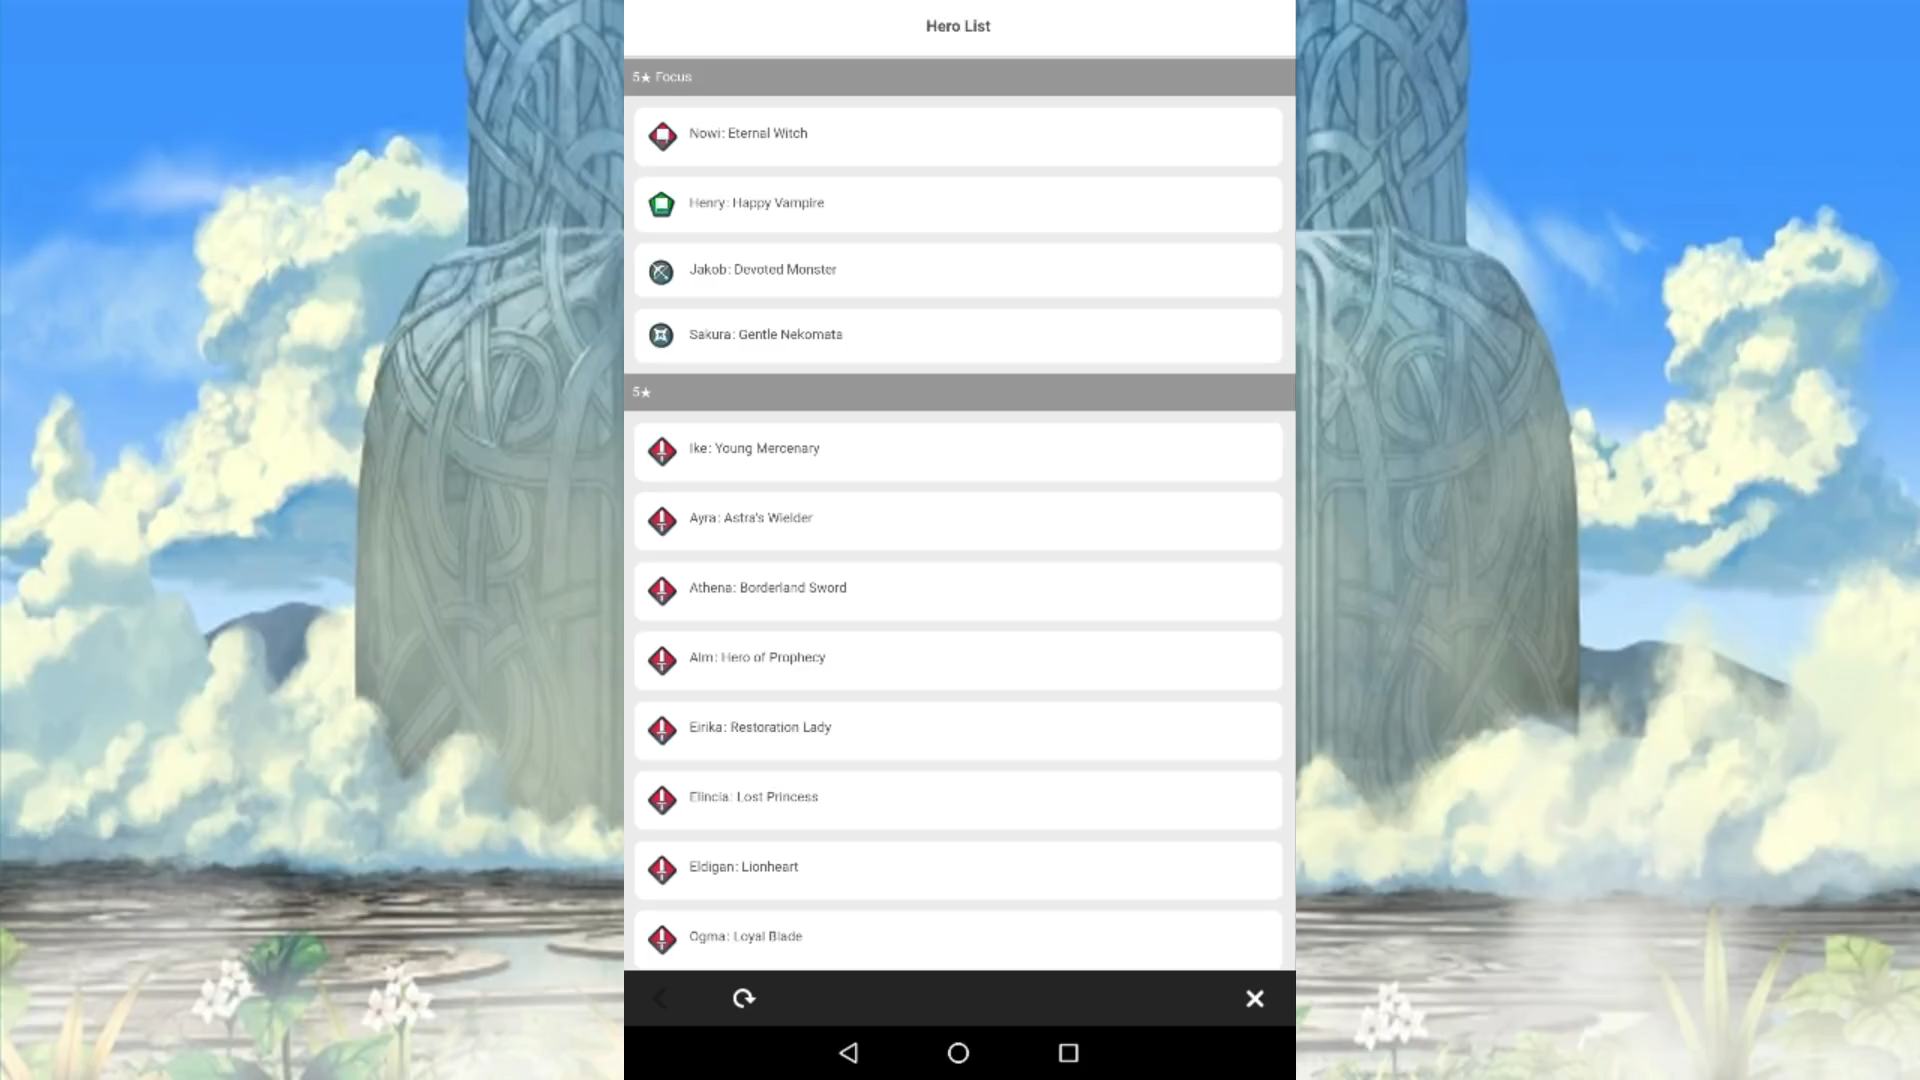 Hero List
5★ Focus
Nowi: Eternal Witch
Henry: Happy Vampire
Jakob: Devoted Monster
Sakura: Gentle Nekomata
5★
Ike: Young Mercenary
Ayra: Astra's Wielder
Athena: Borderland Sword
Alm: Hero of Prophecy
Eirika: Restoration Lady
Elincia: Lost Princess
Eldigan: Lionheart
Ogma: Loyal Blade